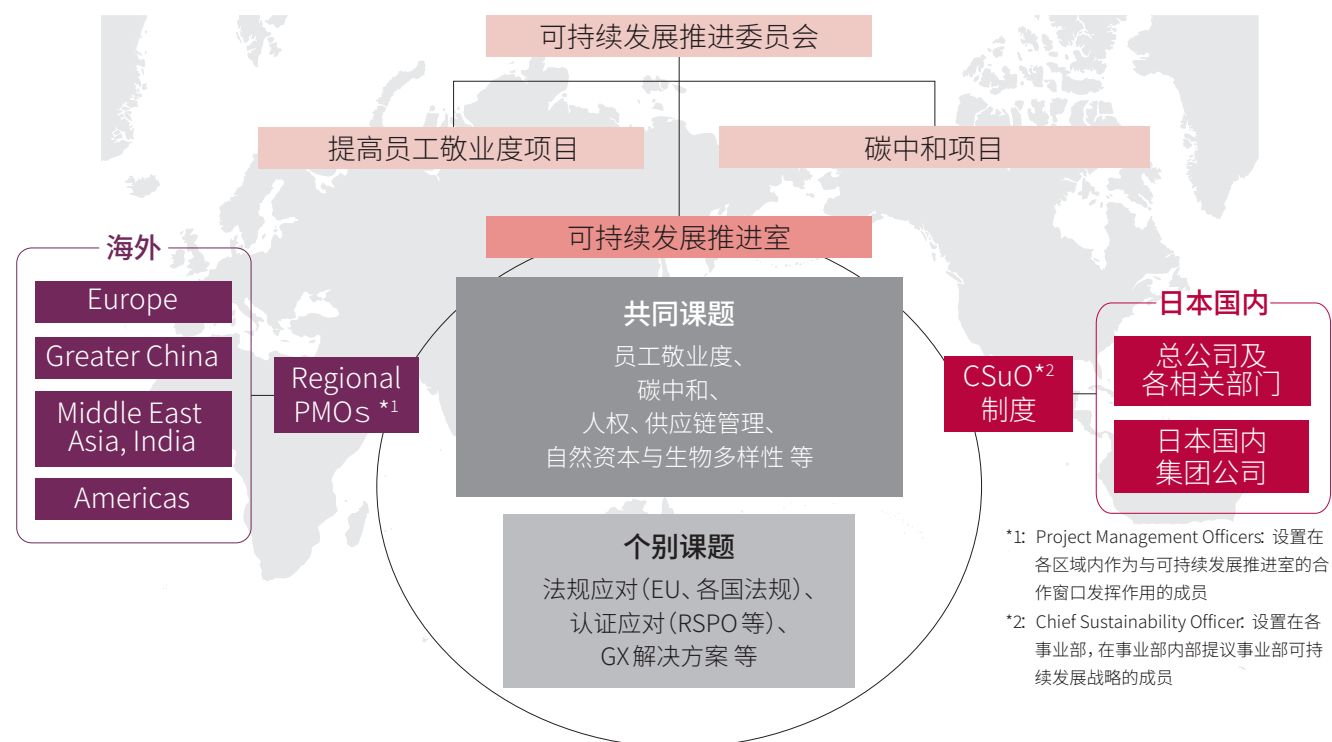 可持续发展推进委员会
提高员工敬业度项目
碳中和项目
可持续发展推进室
海外
Europe
Greater China
Middle East
Asia, India
Americas
Regional
PMOs *1
共同课题
员工敬业度、
碳中和、
人权、供应链管理、
自然资本与生物多样性 等
个别课题
法规应对(EU、各国法规)、
认证应对(RSPO 等)、
GX 解决方案 等
CSuO*2
制度
日本国内
总公司及
各相关部门
日本国内
集团公司
*1: Project Management Officers: 设置在
各区域内作为与可持续发展推进室的合
作窗口发挥作用的成员
*2: Chief Sustainability Officer: 设置在各
事业部，在事业部内部提议事业部可持
续发展战略的成员